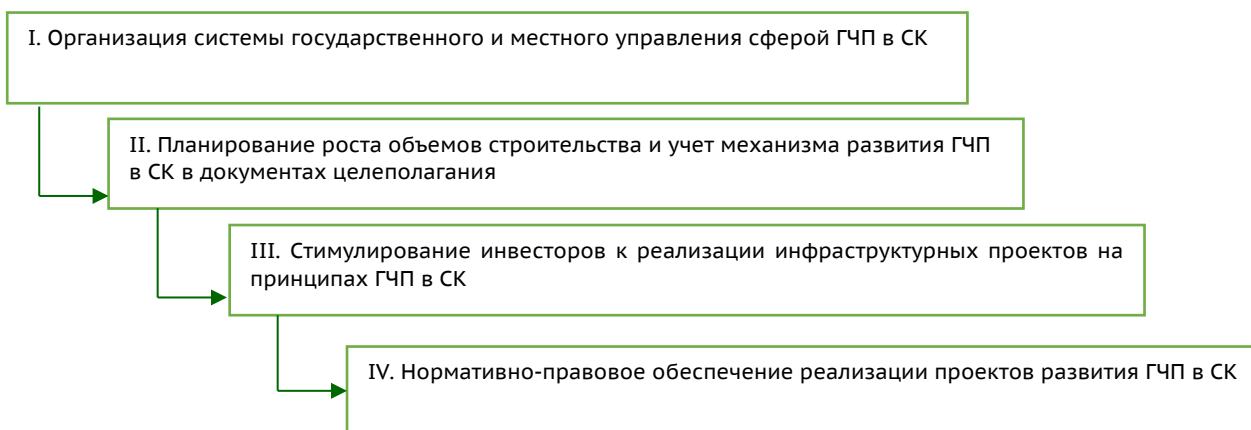 I. Организация системы государственного и местного управления сферой ГЧП в СК
II. Планирование роста объемов строительства и учет механизма развития ГЧП
в СК в документах целеполагания
III. Стимулирование инвесторов к реализации инфраструктурных проектов на
принципах ГЧП в СК
IV. Нормативно-правовое обеспечение реализации проектов развития ГЧП в СК